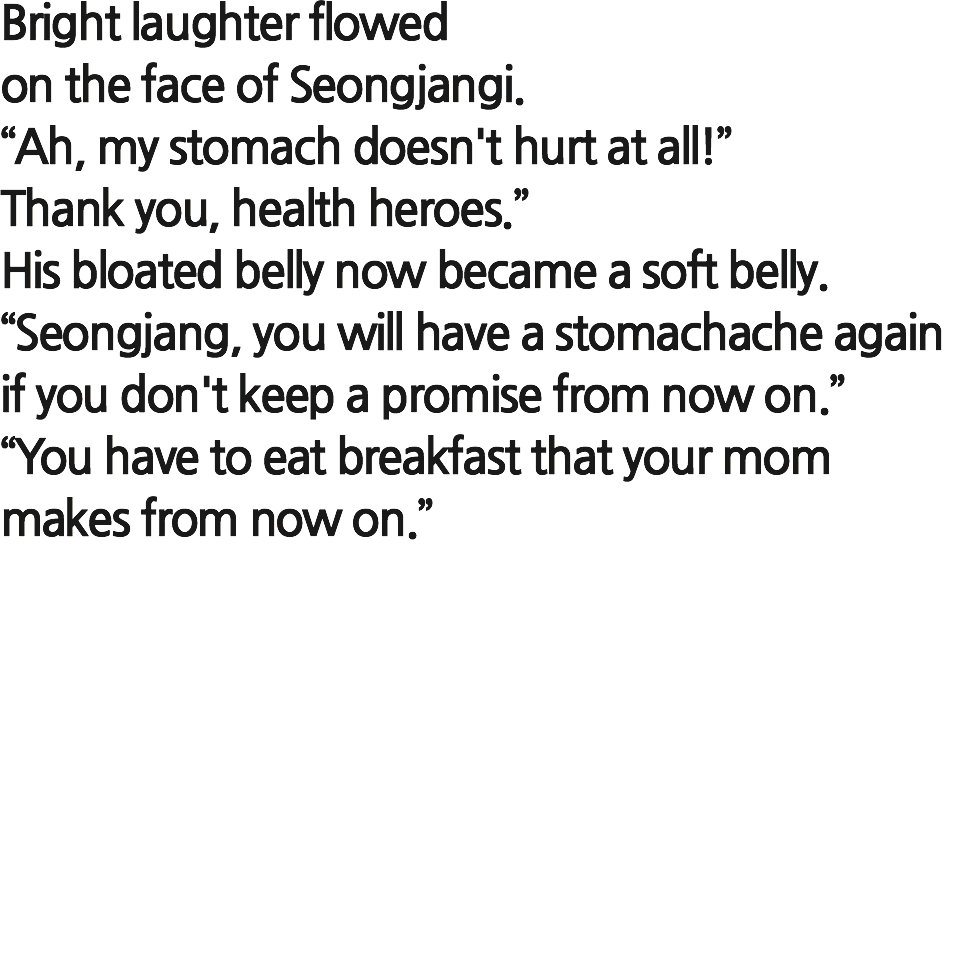 Bright laughter flowed
on the face of Seongjangi.
“Ah, my stomach doesn't hurt at all!”
Thank you, health heroes.”
His bloated belly now became a soft belly.
“Seongjang, you will have a stomachache again
if you don't keep a promise from now on.”
“You have to eat breakfast that your mom
makes from now on.”